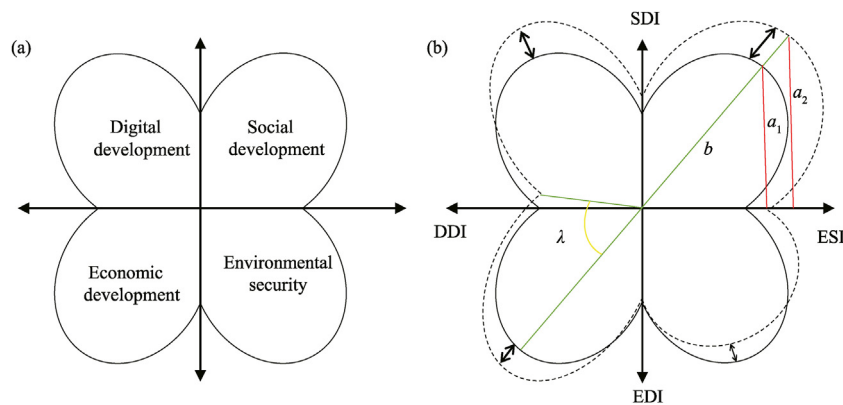 (a)
Digital
development
Social
development
Economic
development
Environmental
security
(b)
SDI
a2
a1
b
DDI
ESI
λ
EDI